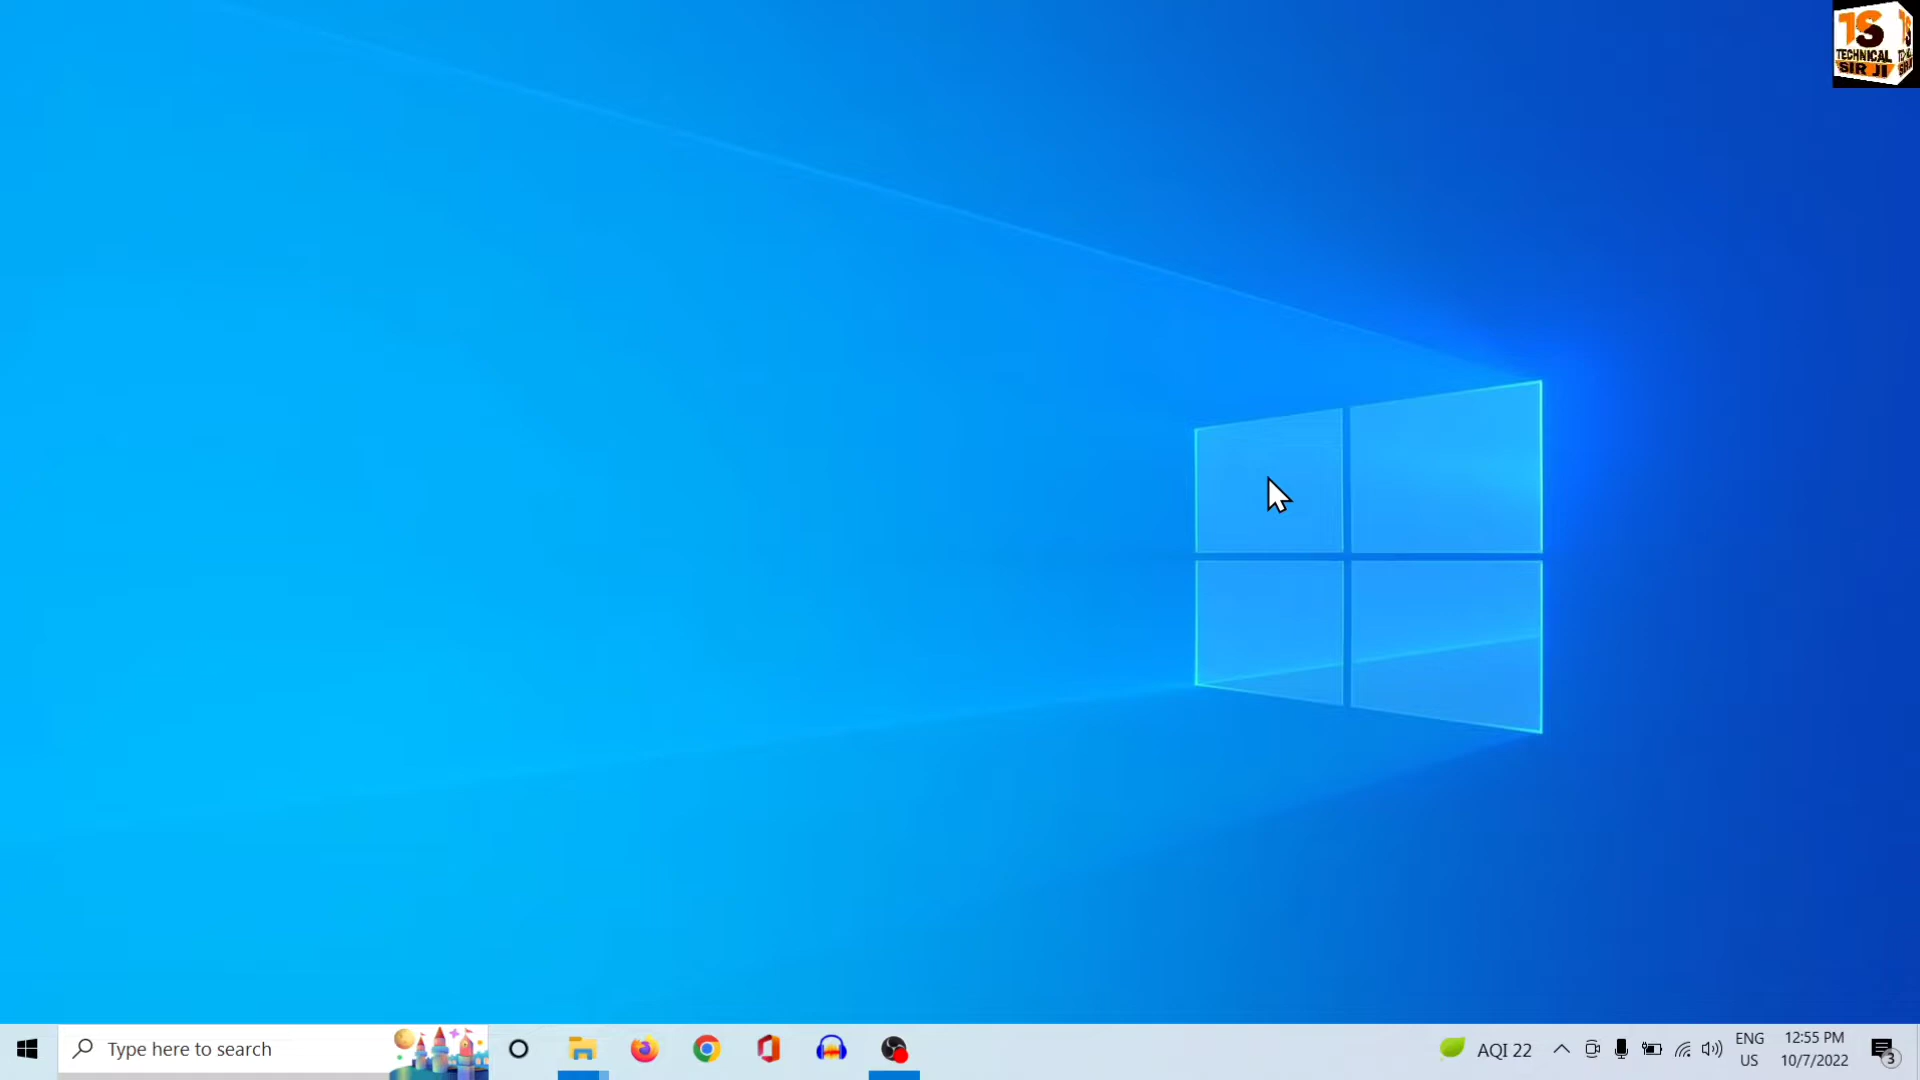 TS
TECHNICAL
SIR JI
Type here to search
AQI 22
ENG
US
12:55 PM
10/7/2022
3